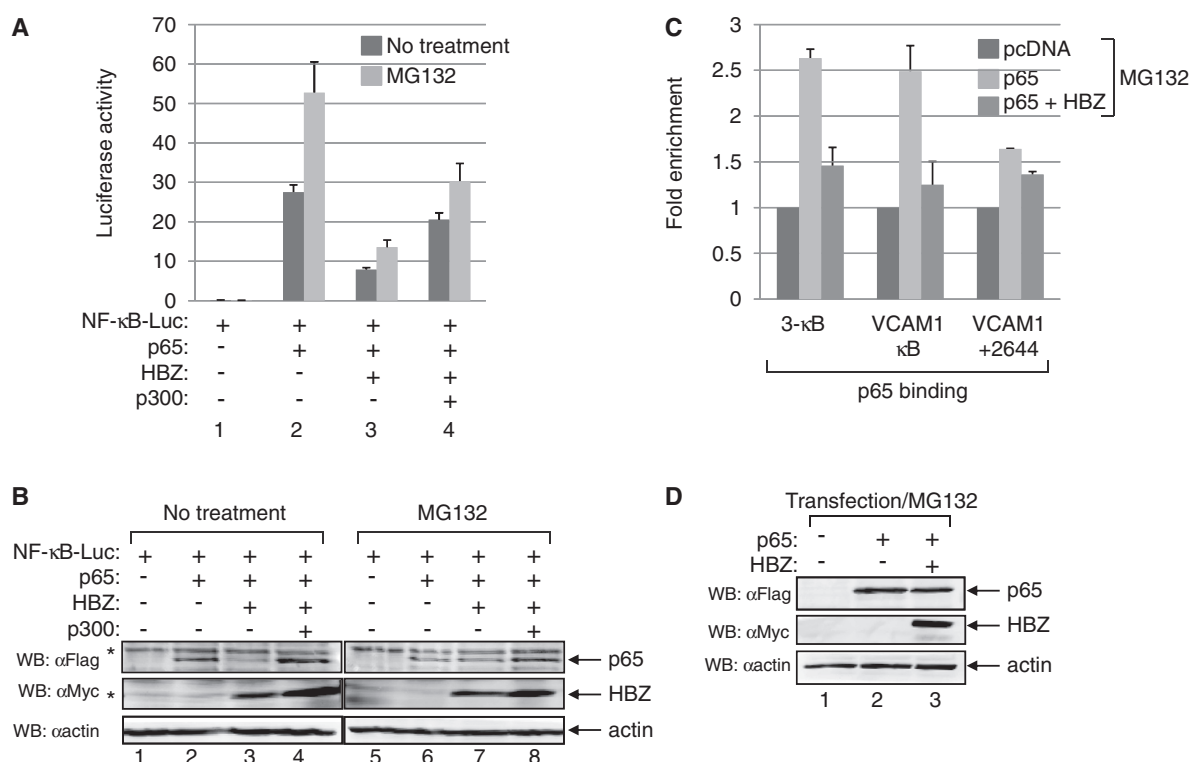 A
70
60
50
40
30
20
10
0
Luciferase activity
No treatment
MG132
NF-κB-Luc: + + + +
p65: - + + +
HBZ: - - + +
p300: - - - +
1 2 3 4
C
3
2.5
2
1.5
1
0.5
0
Fold enrichment
pcDNA
p65
p65 + HBZ
MG132
3-κB VCAM1 VCAM1
κB +2644
p65 binding
B
No treatment MG132
NF-κB-Luc: + + + + + + + +
p65: - + + + - + + +
HBZ: - - + + - - + +
p300: - - - + - - - +
WB: αFlag * p65
WB: αMyc * HBZ
WB: αactin actin
1 2 3 4 5 6 7 8
D
Transfection/MG132
p65: - + +
HBZ: - - +
WB: αFlag p65
WB: αMyc HBZ
WB: αactin actin
1 2 3